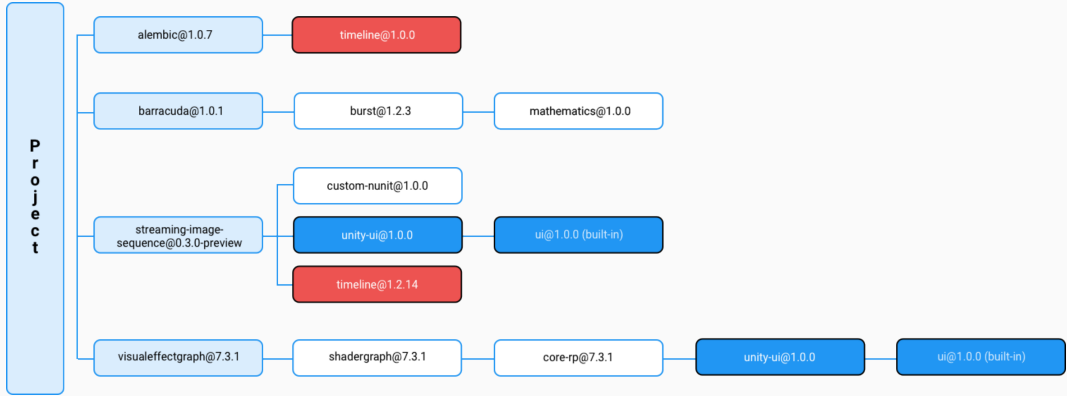 Project
alembic@1.0.7
timeline@1.0.0
barracuda@1.0.1
burst@1.2.3
mathematics@1.0.0
custom-nunit@1.0.0
streaming-image-
sequence@0.3.0-preview
unity-ui@1.0.0
ui@1.0.0 (built-in)
timeline@1.2.14
visualeffectgraph@7.3.1
shadergraph@7.3.1
core-rp@7.3.1
unity-ui@1.0.0
ui@1.0.0 (built-in)